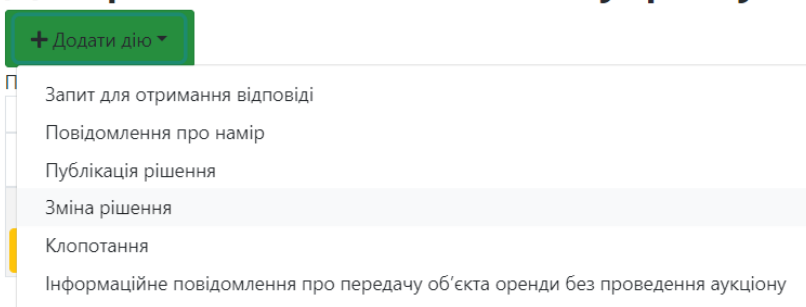 + Додати дію
П
Запит для отримання відповіді
Повідомлення про намір
Публікація рішення
Зміна рішення
Клопотання
Інформаційне повідомлення про передачу об’єкта оренди без проведення аукціону